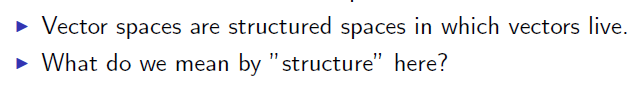 Vector spaces are structured spaces in which vectors live.
What do we mean by ”structure” here?